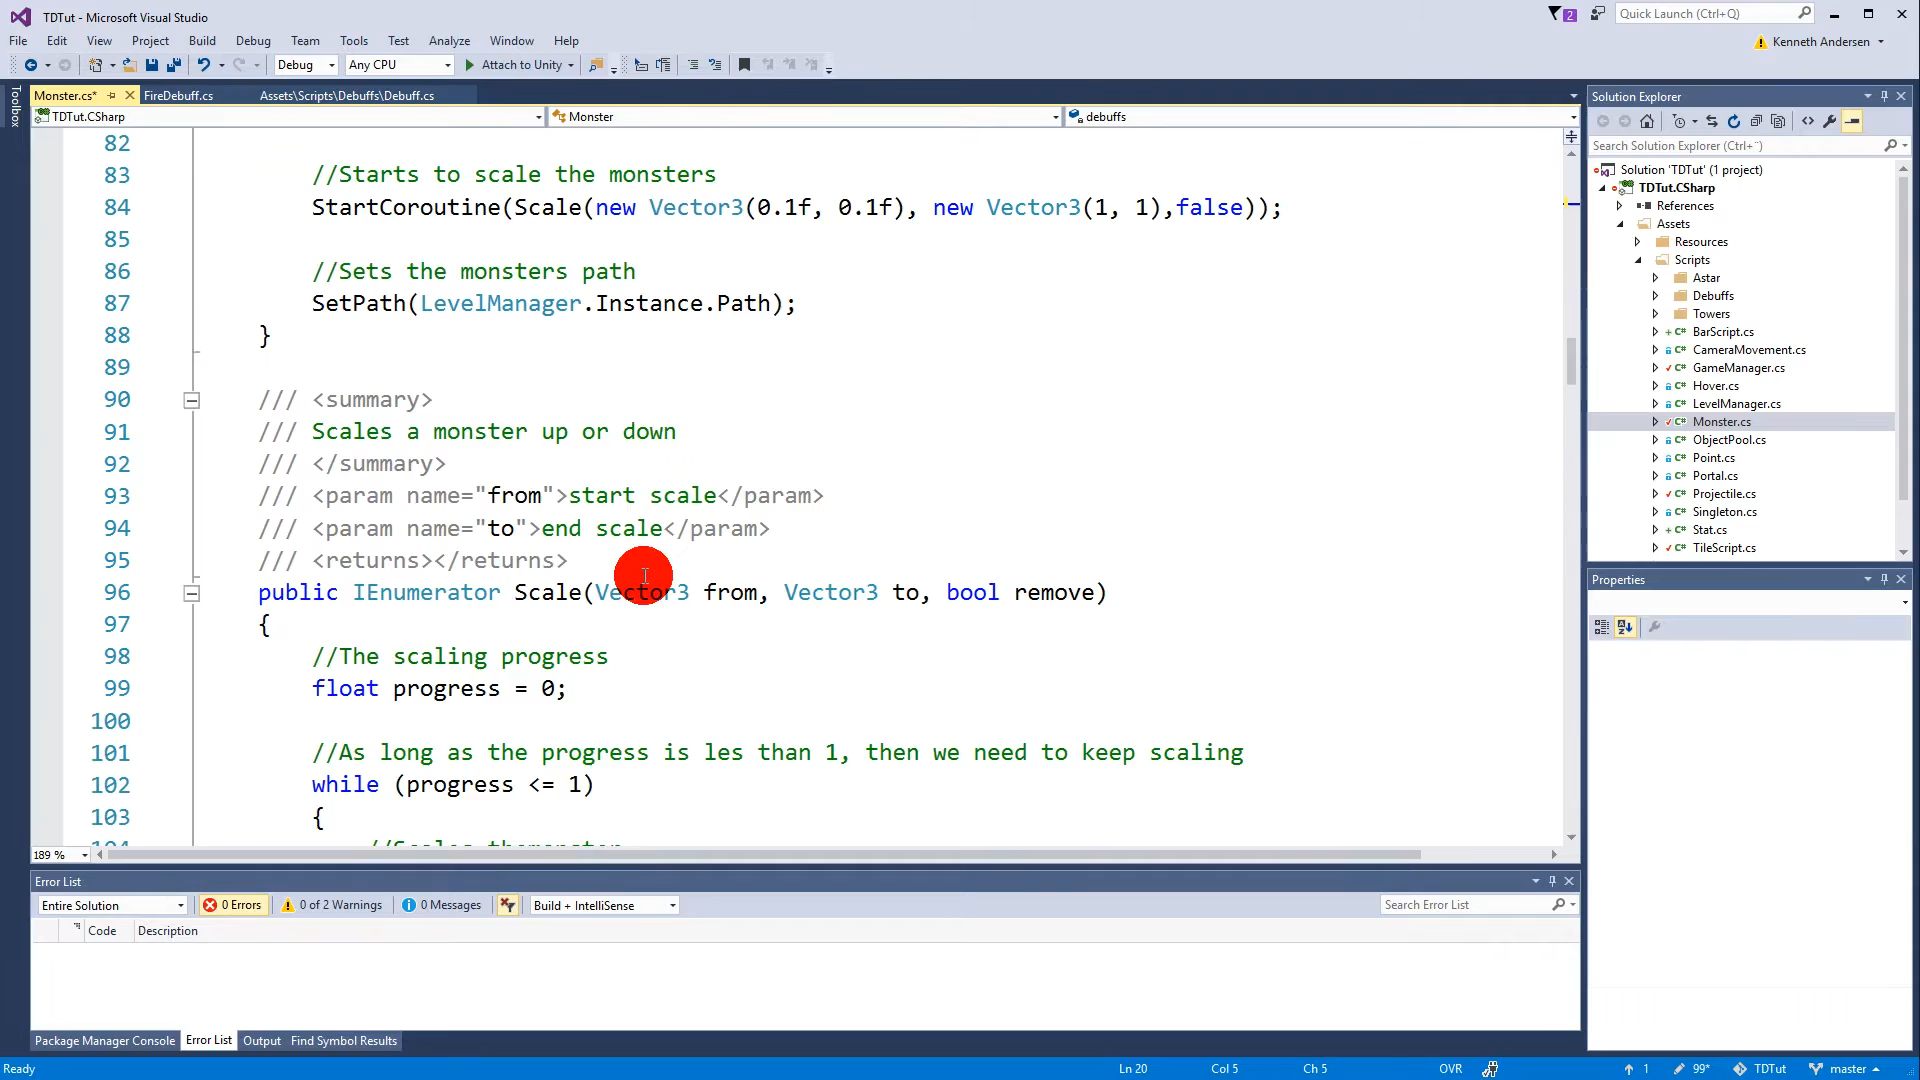 TDTut - Microsoft Visual Studio
2
Quick Launch (Ctrl+Q)
File Edit View Project Build Debug Team Tools Test Analyze Window Help
Kenneth Andersen
Debug Any CPU Attach to Unity
Toolbox
Monster.cs* FireDebuff.cs Assets\Scripts\Debuffs\Debuff.cs
TDTut.CSharp Monster debuffs
82
83 //Starts to scale the monsters
84 StartCoroutine(Scale(new Vector3(0.1f, 0.1f), new Vector3(1, 1),false));
85
86 //Sets the monsters path
87 SetPath(LevelManager.Instance.Path);
88 }
89
90 /// <summary>
91 /// Scales a monster up or down
92 /// </summary>
93 /// <param name="from">start scale</param>
94 /// <param name="to">end scale</param>
95 /// <returns></returns>
96 public IEnumerator Scale(Vector3 from, Vector3 to, bool remove)
97 {
98 //The scaling progress
99 float progress = 0;
100
101 //As long as the progress is les than 1, then we need to keep scaling
102 while (progress <= 1)
103 {
189 %
Error List
Entire Solution 0 Errors 0 of 2 Warnings 0 Messages Build + IntelliSense Search Error List
Code Description
Package Manager Console Error List Output Find Symbol Results
Solution Explorer
Search Solution Explorer (Ctrl+¨)
Solution 'TDTut' (1 project)
TDTut.CSharp
References
Assets
Resources
Scripts
Astar
Debuffs
Towers
C# BarScript.cs
C# CameraMovement.cs
C# GameManager.cs
C# Hover.cs
C# LevelManager.cs
C# Monster.cs
C# ObjectPool.cs
C# Point.cs
C# Portal.cs
C# Projectile.cs
C# Singleton.cs
C# Stat.cs
C# TileScript.cs
Properties
Ready Ln 20 Col 5 Ch 5 OVR 1 99* TDTut master